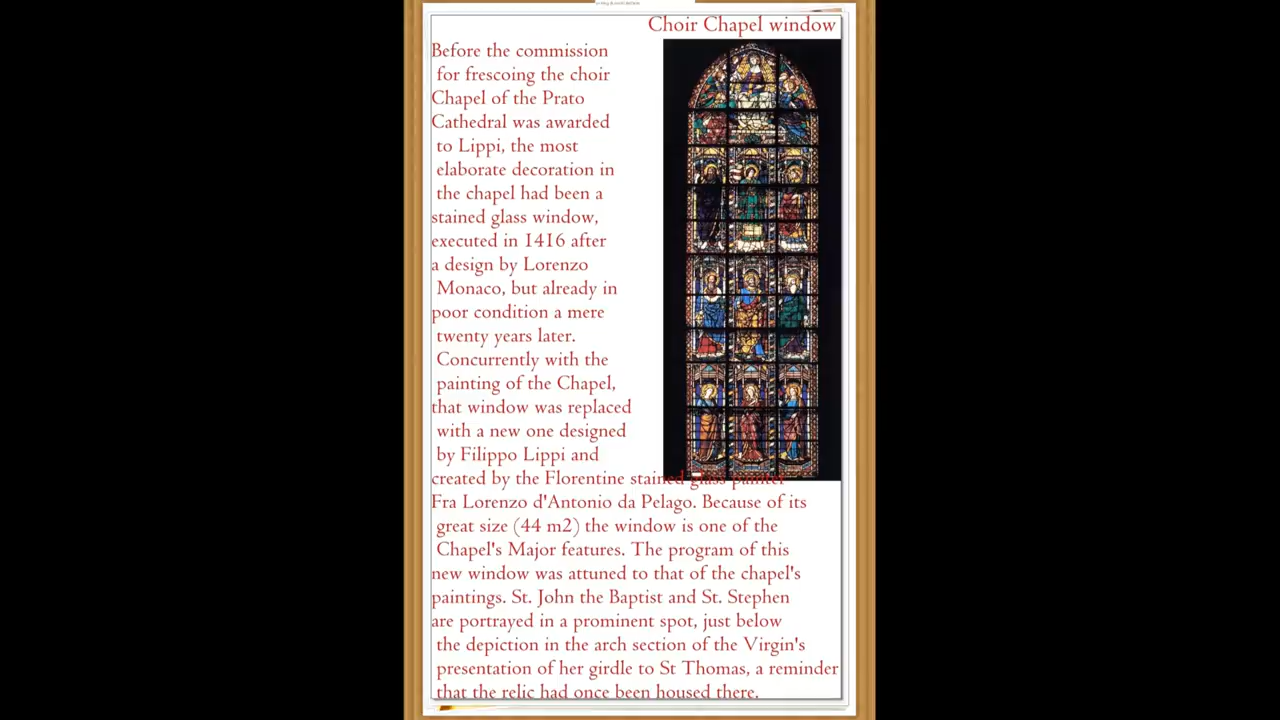 Choir Chapel window
Before the commission
for frescoing the choir
Chapel of the Prato
Cathedral was awarded
to Lippi, the most
elaborate decoration in
the chapel had been a
stained glass window,
executed in 1416 after
a design by Lorenzo
Monaco, but already in
poor condition a mere
twenty years later.
Concurrently with the
painting of the Chapel,
that window was replaced
with a new one designed
by Filippo Lippi and
created by the Florentine stained glass painter
Fra Lorenzo d'Antonio da Pelago. Because of its
great size (44 m2) the window is one of the
Chapel's Major features. The program of this
new window was attuned to that of the chapel's
paintings. St. John the Baptist and St. Stephen
are portrayed in a prominent spot, just below
the depiction in the arch section of the Virgin's
presentation of her girdle to St Thomas, a reminder
that the relic had once been housed there.